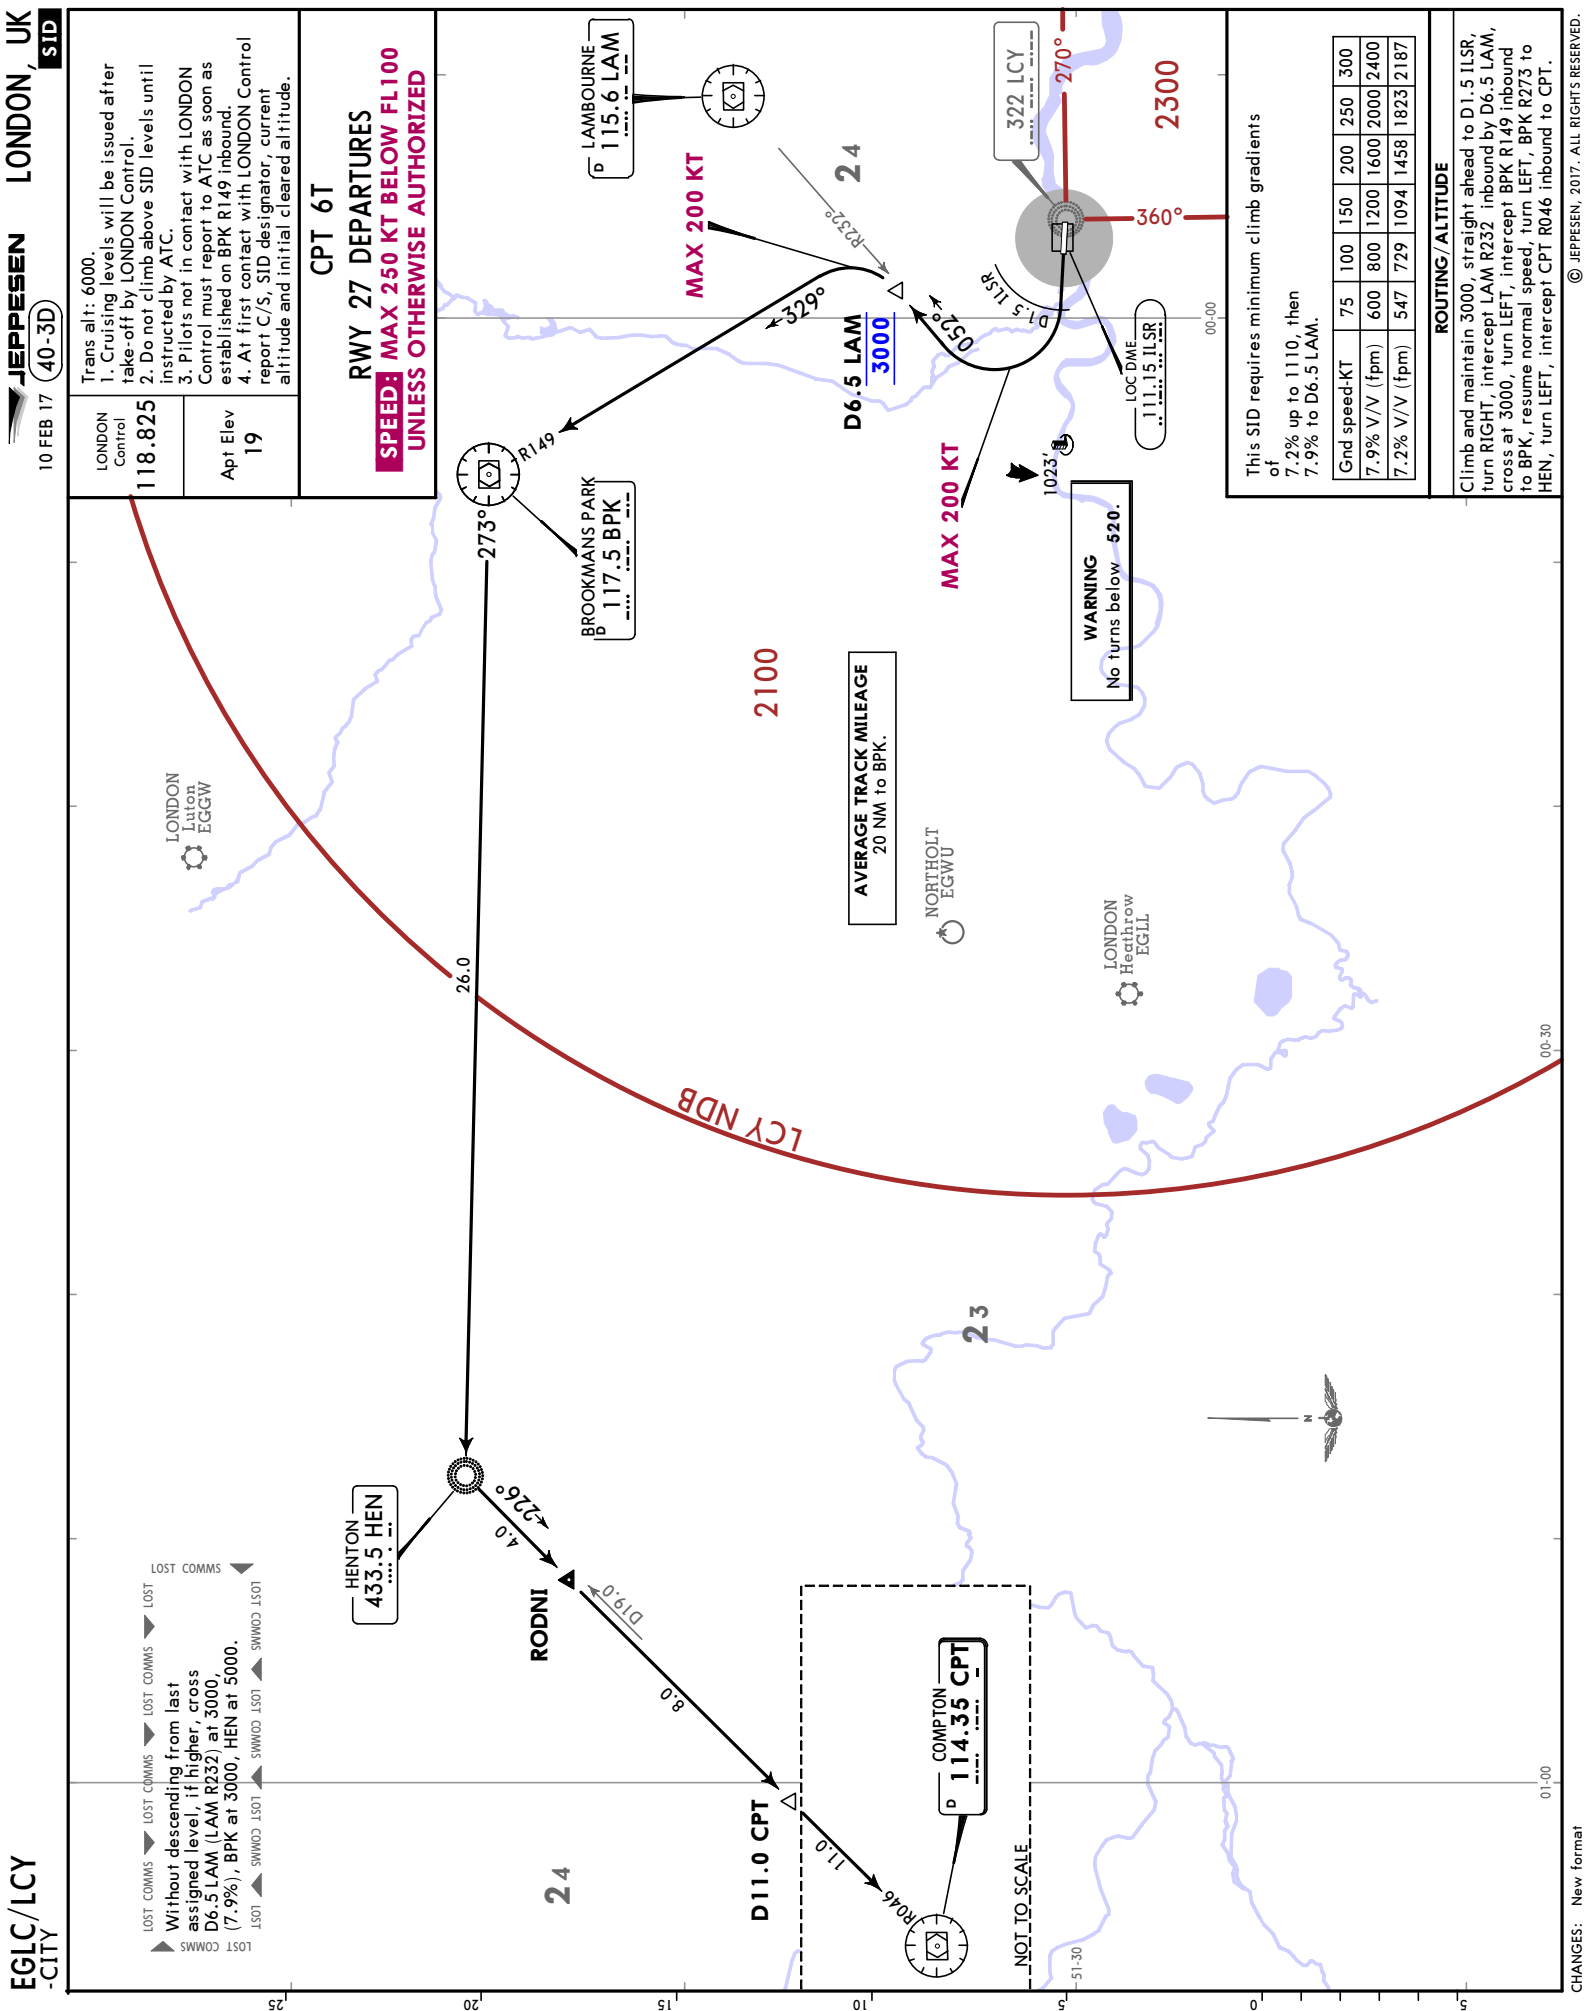 EGLC/LCY
-CITY
JEPPESEN
10 FEB 17
40-3D
LONDON, UK
SID
LONDON
Control
118.825
Apt Elev
19
Trans alt: 6000.
1. Cruising levels will be issued after
take-off by LONDON Control.
2. Do not climb above SID levels until
instructed by ATC.
3. Pilots not in contact with LONDON
Control must report to ATC as soon as
established on BPK R149 inbound.
4. At first contact with LONDON Control
report C/S, SID designator, current
altitude and initial cleared altitude.
CPT 6T
RWY 27 DEPARTURES
SPEED: MAX 250 KT BELOW FL100
UNLESS OTHERWISE AUTHORIZED
LOST COMMS LOST COMMS LOST COMMS LOST
LOST COMMS
Without descending from last
assigned level, if higher, cross
D6.5 LAM (LAM R232) at 3000,
(7.9%), BPK at 3000, HEN at 5000.
LOST COMMS
LOST COMMS LOST COMMS LOST COMMS LOST
LONDON
Luton
EGGW
HENTON
433.5 HEN
226°
4.0
RODNI
D19.0
8.0
D11.0 CPT
11.0
R046
COMPTON
D 114.35 CPT
NOT TO SCALE
24
26.0
273°
R149
BROOKMANS PARK
D 117.5 BPK
329°
LAMBOURNE
D 115.6 LAM
MAX 200 KT
R232°
24
D6.5 LAM
3000
052°
D1.5 ILSR
MAX 200 KT
322 LCY
270°
360°
2300
LOC DME
111.15 ILSR
1023'
2100
AVERAGE TRACK MILEAGE
20 NM to BPK.
WARNING
No turns below 520.
NORTHOLT
EGWU
LONDON
Heathrow
EGLL
LCY NDB
23
N
00-00
00-30
01-00
51-30
25
20
15
10
5
0
5
This SID requires minimum climb gradients
of
7.2% up to 1110, then
7.9% to D6.5 LAM.
Gnd speed-KT 75 100 150 200 250 300
7.9% V/V (fpm) 600 800 1200 1600 2000 2400
7.2% V/V (fpm) 547 729 1094 1458 1823 2187
ROUTING/ALTITUDE
Climb and maintain 3000, straight ahead to D1.5 ILSR,
turn RIGHT, intercept LAM R232 inbound by D6.5 LAM,
cross at 3000, turn LEFT, intercept BPK R149 inbound
to BPK, resume normal speed, turn LEFT, BPK R273 to
HEN, turn LEFT, intercept CPT R046 inbound to CPT.
CHANGES: New format
© JEPPESEN, 2017. ALL RIGHTS RESERVED.